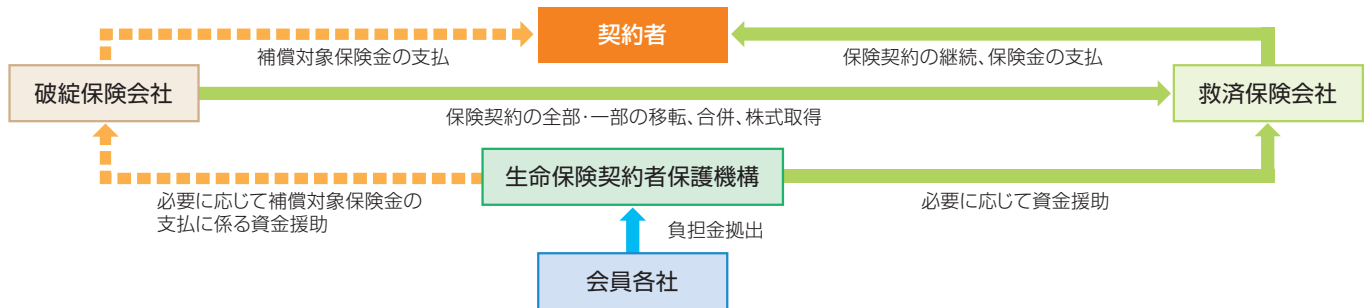 契約者
補償対象保険金の支払
保険契約の継続、保険金の支払
破綻保険会社
救済保険会社
保険契約の全部・一部の移転、合併、株式取得
生命保険契約者保護機構
必要に応じて補償対象保険金の
支払に係る資金援助
必要に応じて資金援助
負担金拠出
会員各社